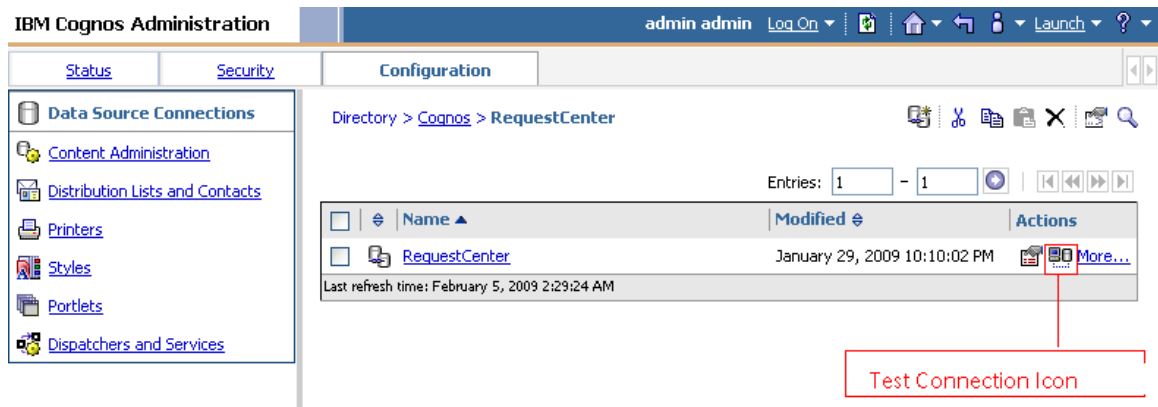 IBM Cognos Administration
admin admin Log On Launch ?
Status Security Configuration
Data Source Connections
Content Administration
Distribution Lists and Contacts
Printers
Styles
Portlets
Dispatchers and Services
Directory > Cognos > RequestCenter
Entries: 1 - 1
Name Modified Actions
RequestCenter January 29, 2009 10:10:02 PM More...
Last refresh time: February 5, 2009 2:29:24 AM
Test Connection Icon